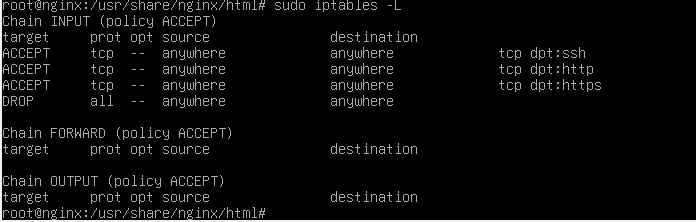 root@nginx:/usr/share/nginx/html# sudo iptables -L
Chain INPUT (policy ACCEPT)
target     prot opt source               destination
ACCEPT     tcp  --  anywhere             anywhere             tcp dpt:ssh
ACCEPT     tcp  --  anywhere             anywhere             tcp dpt:http
ACCEPT     tcp  --  anywhere             anywhere             tcp dpt:https
DROP       all  --  anywhere             anywhere
Chain FORWARD (policy ACCEPT)
target     prot opt source               destination
Chain OUTPUT (policy ACCEPT)
target     prot opt source               destination
root@nginx:/usr/share/nginx/html#